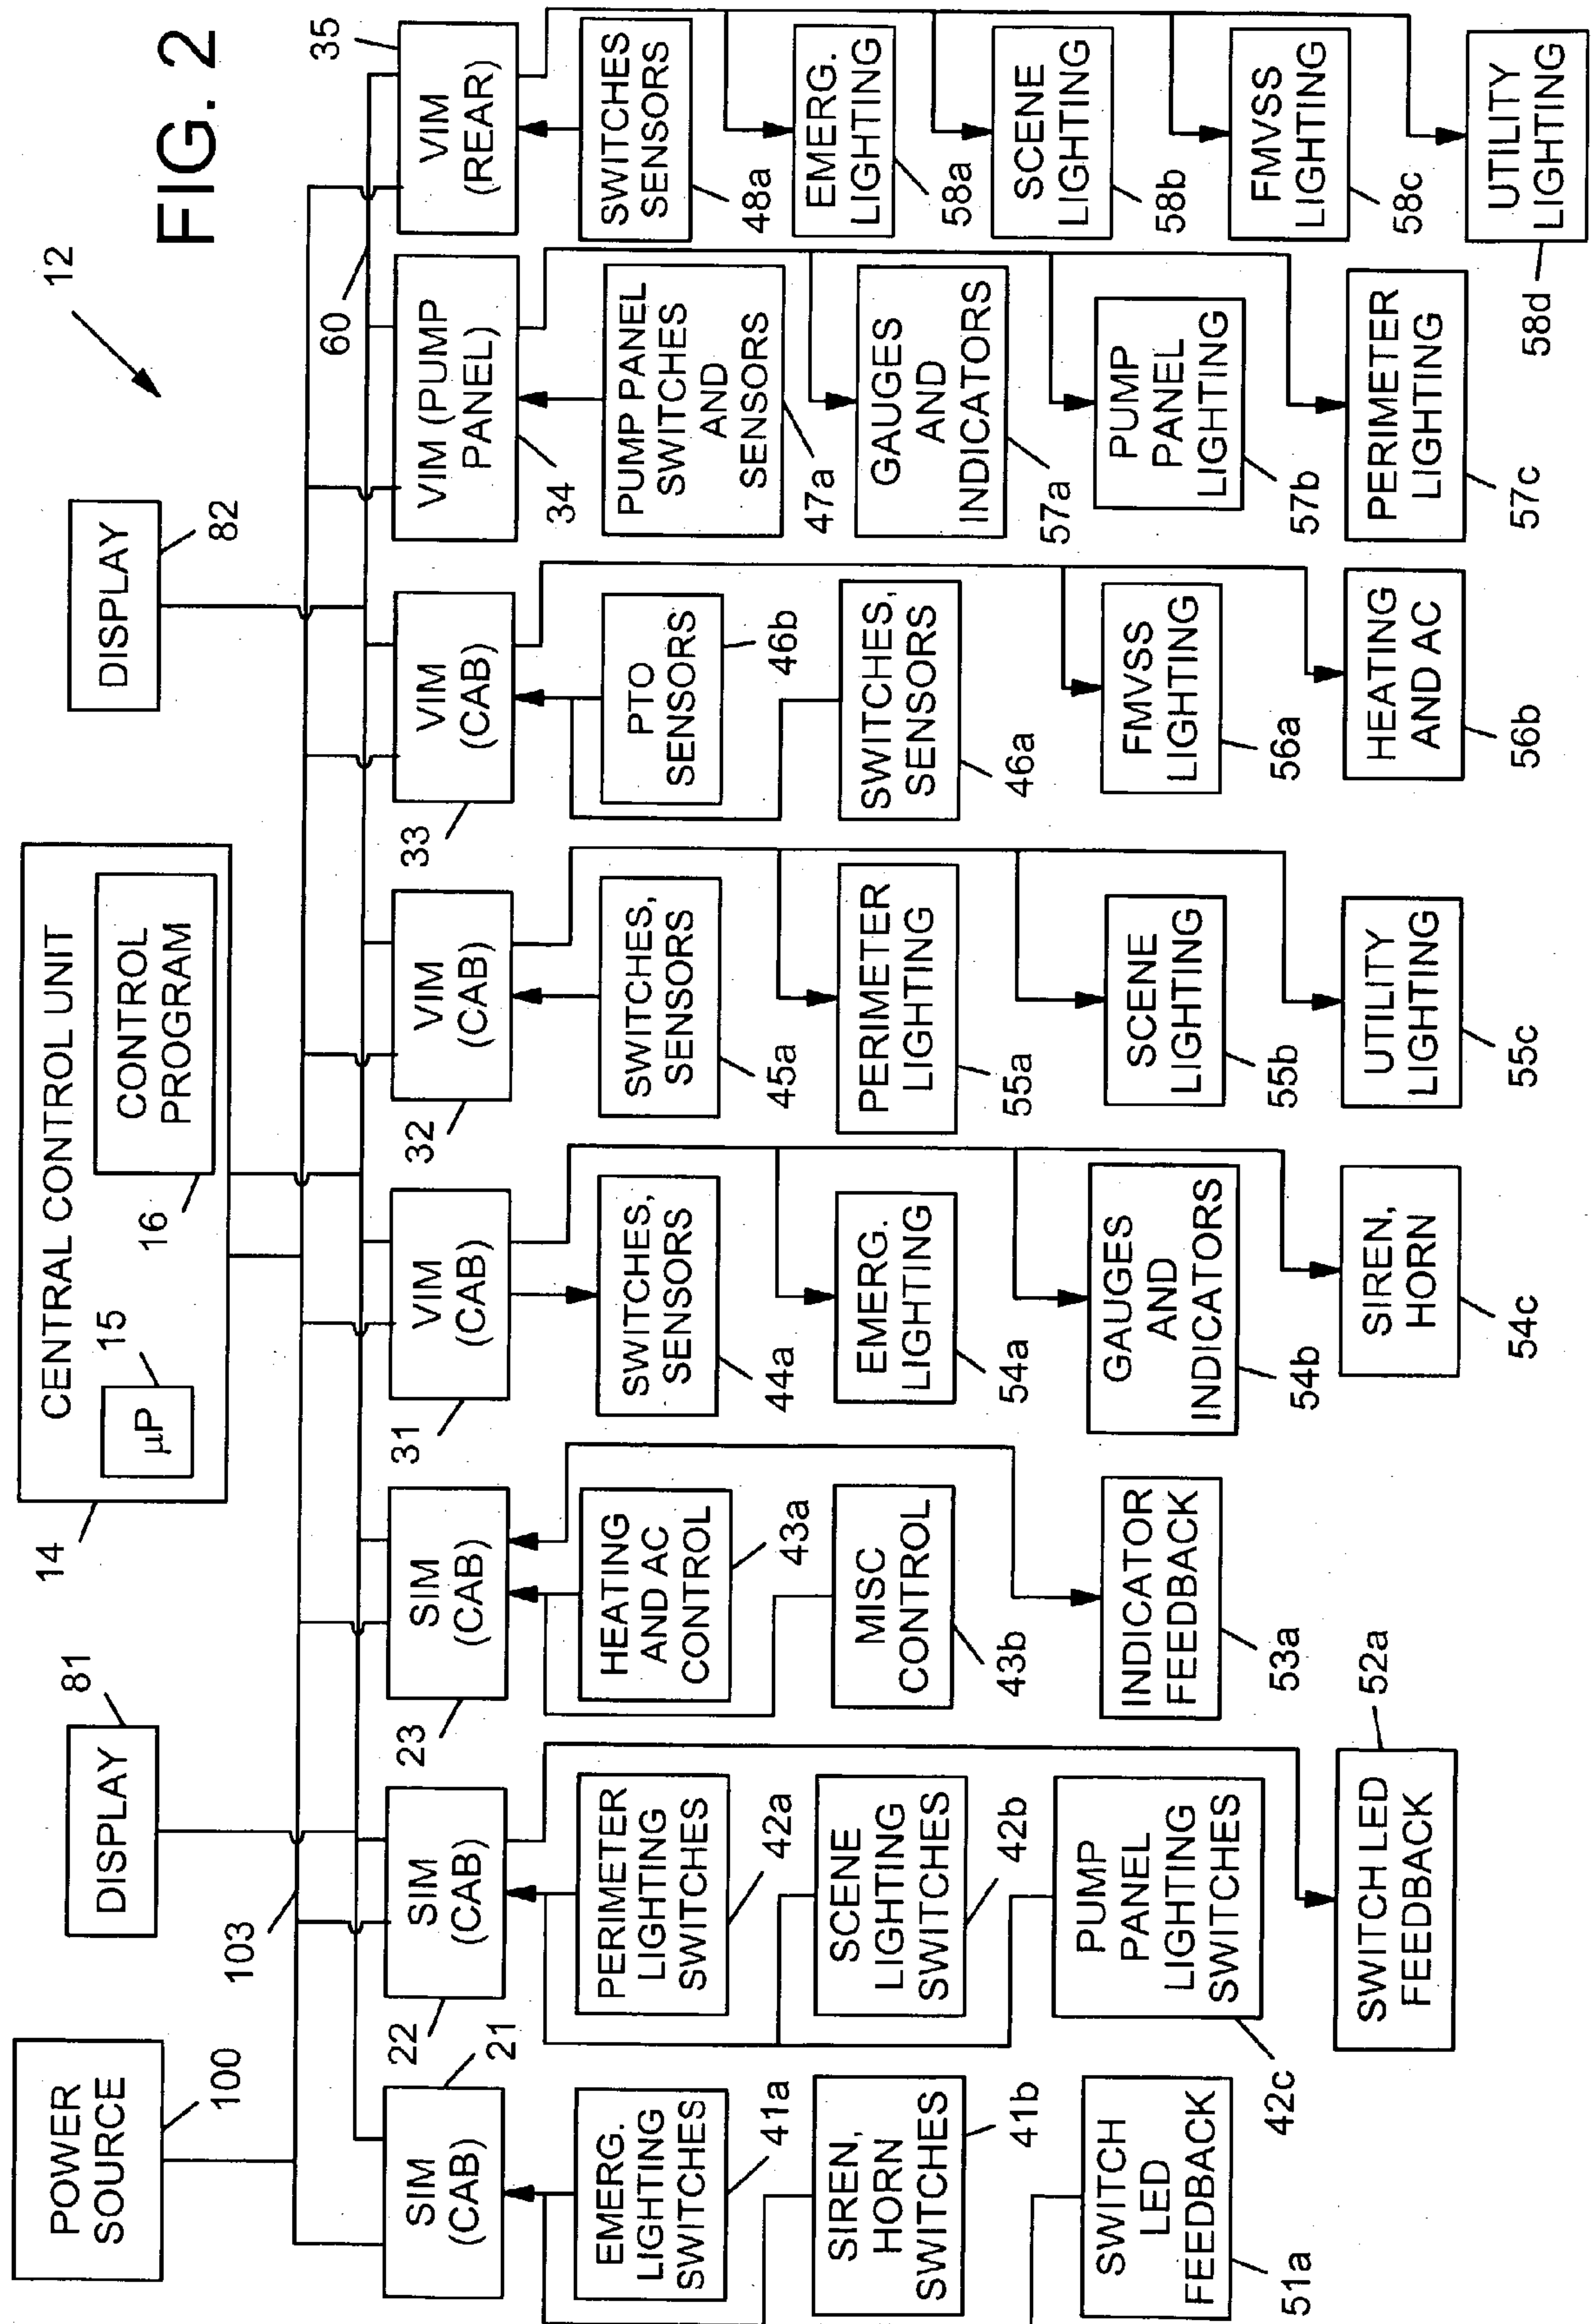 FIG. 2
12
POWER
SOURCE
100
DISPLAY
81
CENTRAL CONTROL UNIT
14
µP
15
CONTROL
PROGRAM
16
DISPLAY
82
103
60
SIM
(CAB)
21
SIM
(CAB)
22
SIM
(CAB)
23
VIM
(CAB)
31
VIM
(CAB)
32
VIM
(CAB)
33
VIM (PUMP
PANEL)
34
VIM
(REAR)
35
EMERG.
LIGHTING
SWITCHES
41a
SIREN,
HORN
SWITCHES
41b
SWITCH
LED
FEEDBACK
51a
PERIMETER
LIGHTING
SWITCHES
42a
SCENE
LIGHTING
SWITCHES
42b
PUMP
PANEL
LIGHTING
SWITCHES
42c
SWITCH LED
FEEDBACK
52a
HEATING
AND AC
CONTROL
43a
MISC
CONTROL
43b
INDICATOR
FEEDBACK
53a
SWITCHES,
SENSORS
44a
EMERG.
LIGHTING
54a
GAUGES
AND
INDICATORS
54b
SIREN,
HORN
54c
SWITCHES,
SENSORS
45a
PERIMETER
LIGHTING
55a
SCENE
LIGHTING
55b
UTILITY
LIGHTING
55c
PTO
SENSORS
46b
SWITCHES,
SENSORS
46a
FMVSS
LIGHTING
56a
HEATING
AND AC
56b
PUMP PANEL
SWITCHES
AND
SENSORS
47a
GAUGES
AND
INDICATORS
57a
PUMP
PANEL
LIGHTING
57b
PERIMETER
LIGHTING
57c
SWITCHES
SENSORS
48a
EMERG.
LIGHTING
58a
SCENE
LIGHTING
58b
FMVSS
LIGHTING
58c
UTILITY
LIGHTING
58d